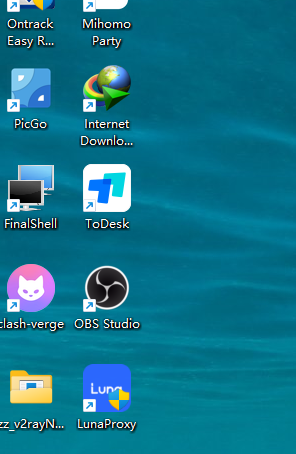 Ontrack
Easy R...
Mihomo
Party
PicGo
Internet
Downlo...
FinalShell
ToDesk
clash-verge
OBS Studio
zz_v2rayN...
Luna
LunaProxy